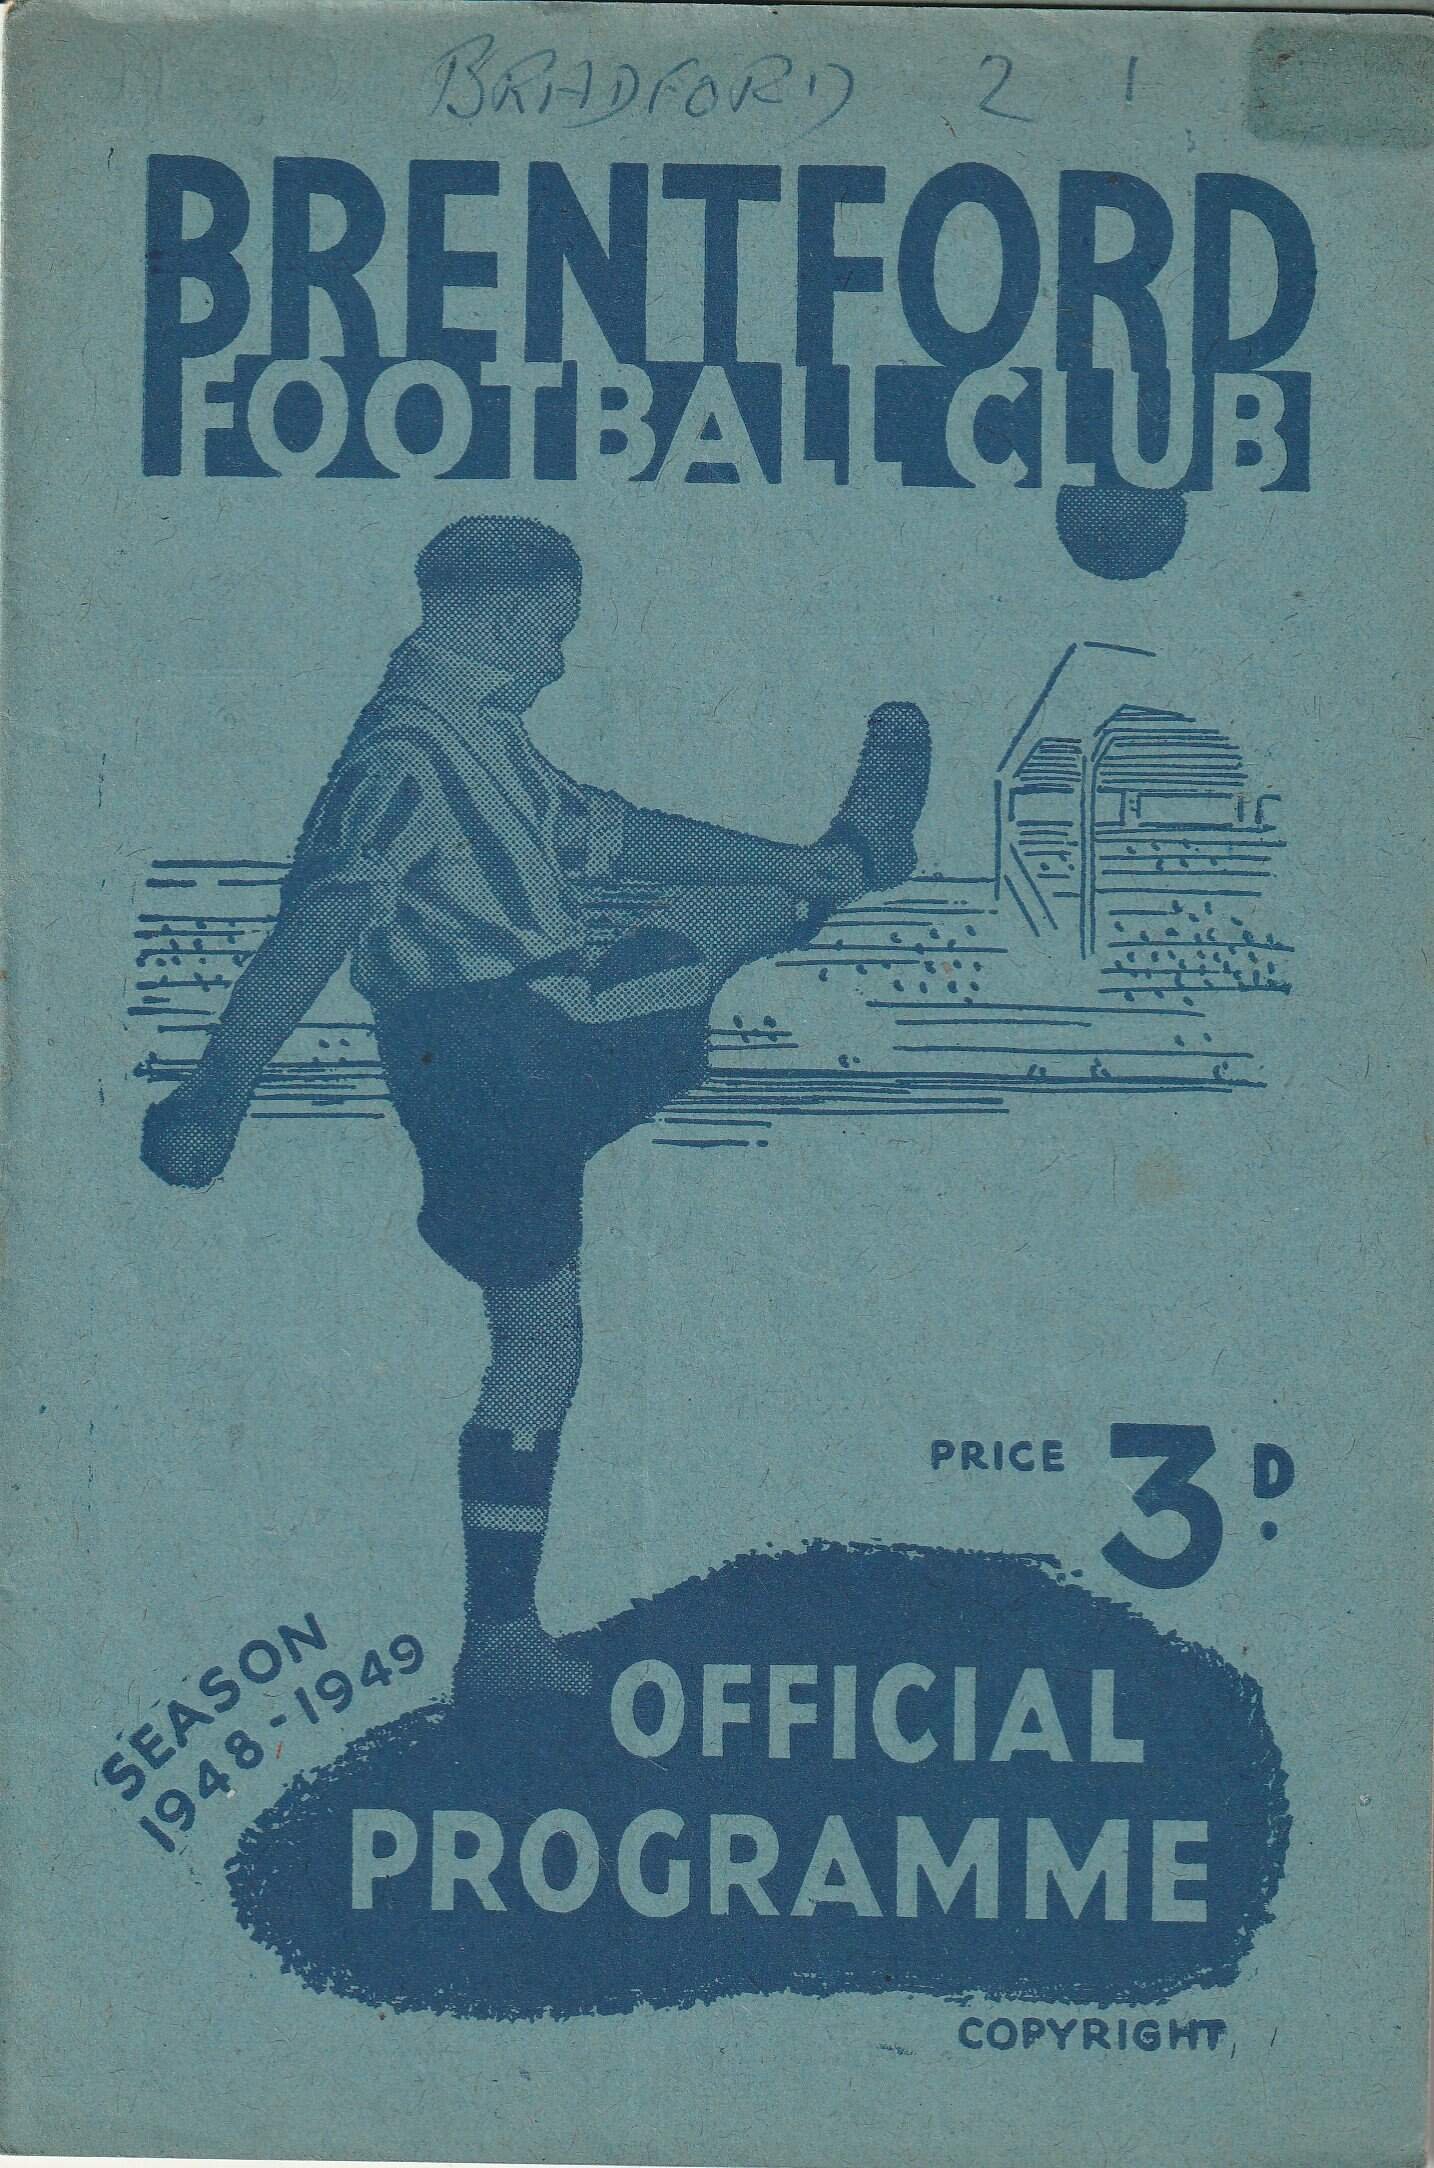 BRADFORD 2 1
BRENTFORD
FOOTBALL CLUB
PRICE 3D.
SEASON
1948-1949
OFFICIAL
PROGRAMME
COPYRIGHT